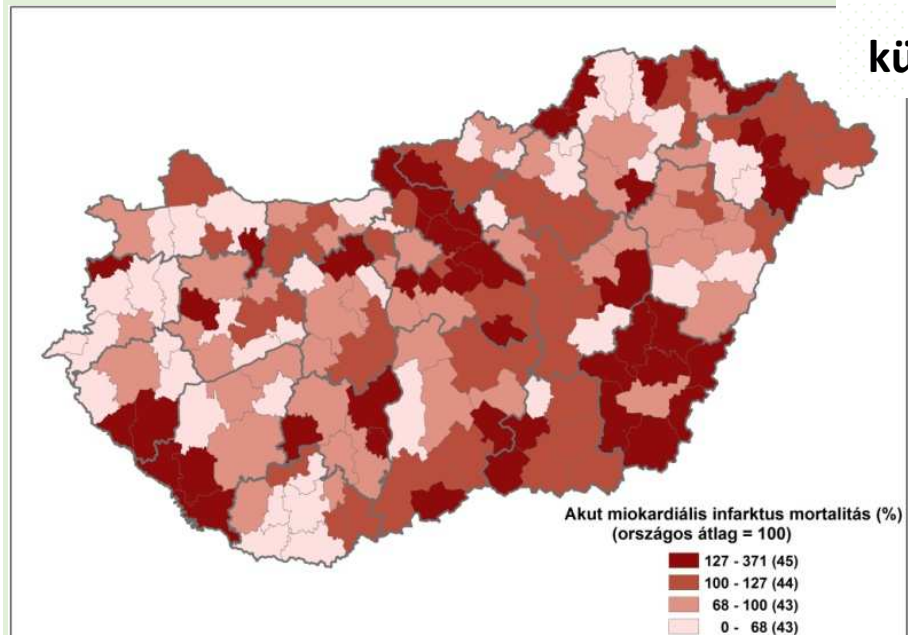 kü
Akut miokardiális infarktus mortalitás (%)
(országos átlag = 100)
127 - 371 (45)
100 - 127 (44)
68 - 100 (43)
0 - 68 (43)